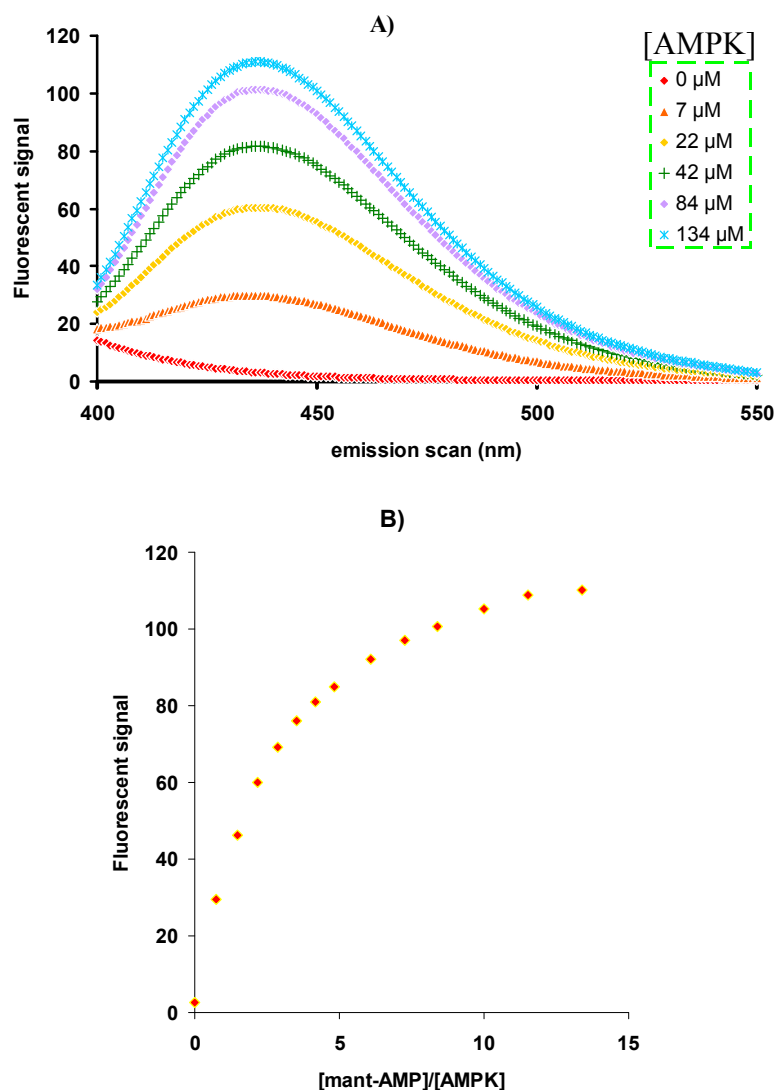 A)
[AMPK]
0 µM
7 µM
22 µM
42 µM
84 µM
134 µM
120
100
80
60
40
20
0
Fluorescent signal
400 450 500 550
emission scan (nm)
B)
120
100
80
60
40
20
0
Fluorescent signal
0 5 10 15
[mant-AMP]/[AMPK]